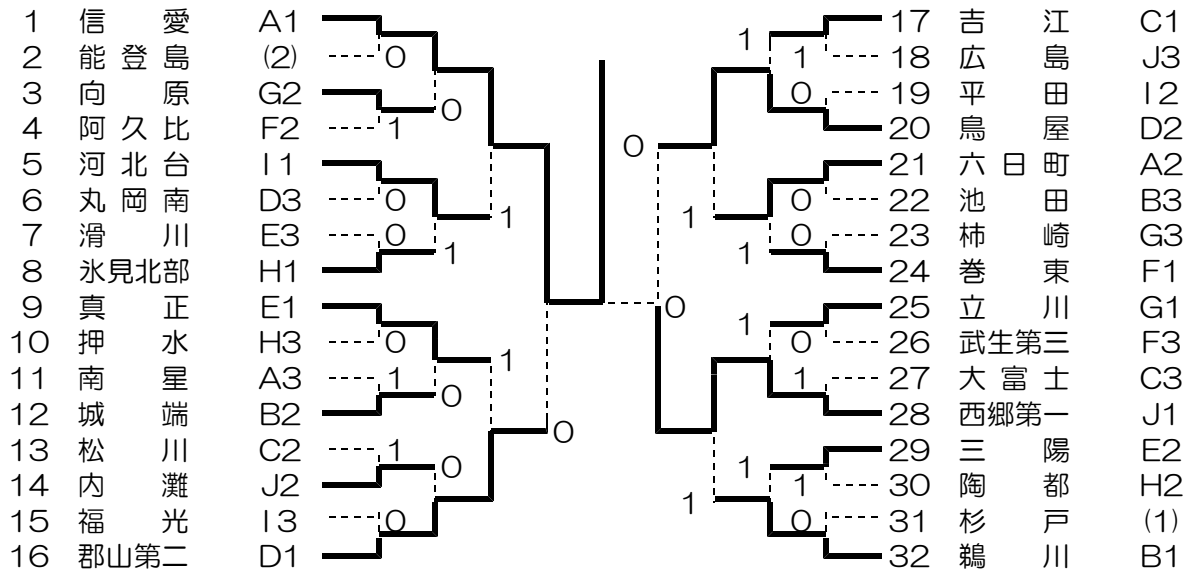 1 信愛 A1
2 能登島 (2)
3 向原 G2
4 阿久比 F2
5 河北台 I1
6 丸岡南 D3
7 滑川 E3
8 氷見北部 H1
9 真正 E1
10 押水 H3
11 南星 A3
12 城端 B2
13 松川 C2
14 内灘 J2
15 福光 I3
16 郡山第二 D1
0
1
0
0
0
1
1
0
1
1
0
1
0
0
0
0
17 吉江 C1
18 広島 J3
19 平田 I2
20 鳥屋 D2
21 六日町 A2
22 池田 B3
23 柿崎 G3
24 巻東 F1
25 立川 G1
26 武生第三 F3
27 大富士 C3
28 西郷第一 J1
29 三陽 E2
30 陶都 H2
31 杉戸 (1)
32 鵜川 B1
1
1
0
0
0
1
0
1
0
1
0
1
1
1
1
0